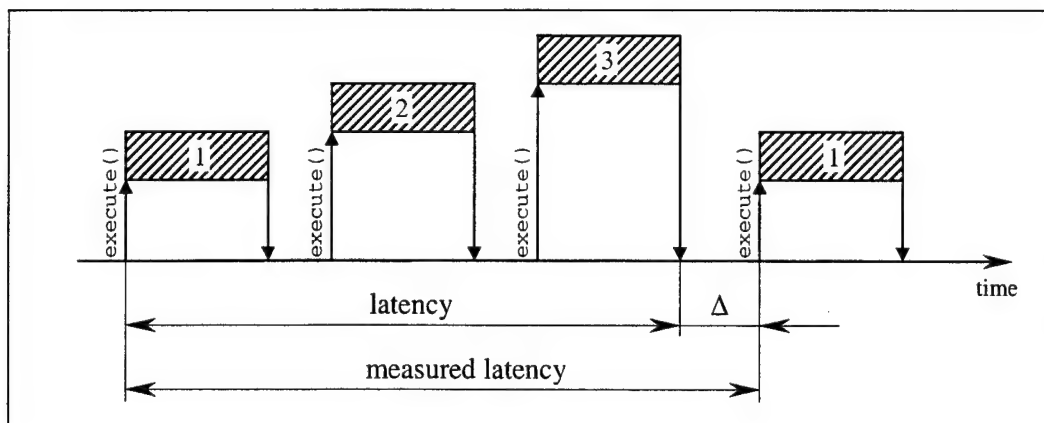 3
2
1
1
execute()
execute()
execute()
execute()
time
latency
Δ
measured latency